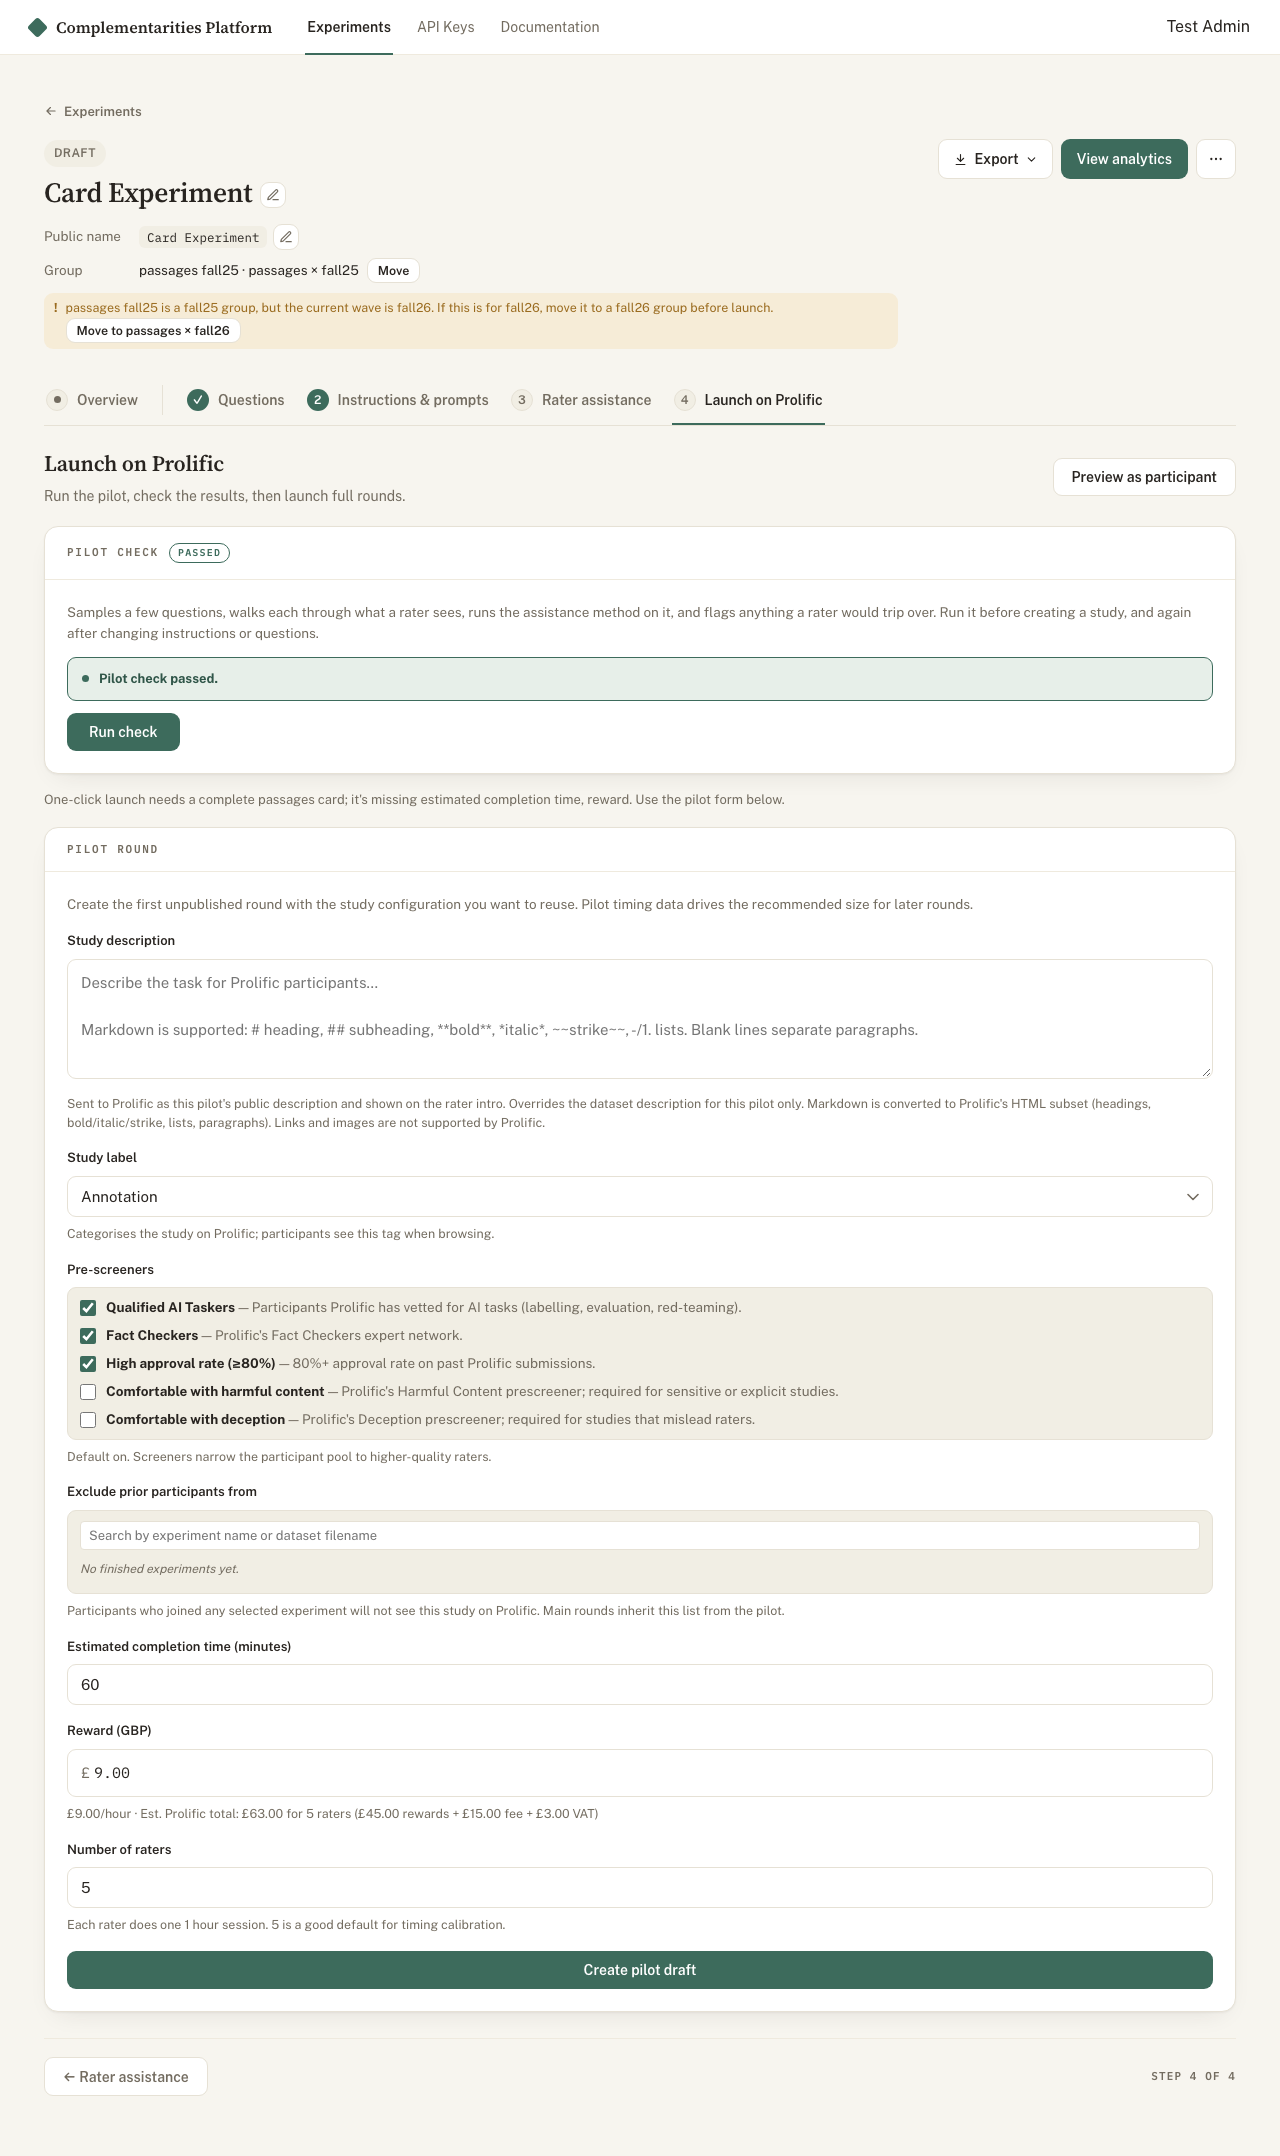 Complementarities Platform
Experiments
API Keys
Documentation
Test Admin
← Experiments
DRAFT
Export
View analytics
...
Card Experiment
Public name
Card Experiment
Group
passages fall25 · passages × fall25
Move
! passages fall25 is a fall25 group, but the current wave is fall26. If this is for fall26, move it to a fall26 group before launch.
Move to passages × fall26
Overview
Questions
2 Instructions & prompts
3 Rater assistance
4 Launch on Prolific
Launch on Prolific
Run the pilot, check the results, then launch full rounds.
Preview as participant
PILOT CHECK
PASSED
Samples a few questions, walks each through what a rater sees, runs the assistance method on it, and flags anything a rater would trip over. Run it before creating a study, and again
after changing instructions or questions.
Pilot check passed.
Run check
One-click launch needs a complete passages card; it's missing estimated completion time, reward. Use the pilot form below.
PILOT ROUND
Create the first unpublished round with the study configuration you want to reuse. Pilot timing data drives the recommended size for later rounds.
Study description
Describe the task for Prolific participants...
Markdown is supported: # heading, ## subheading, **bold**, *italic*, ~~strike~~, -/1. lists. Blank lines separate paragraphs.
Sent to Prolific as this pilot's public description and shown on the rater intro. Overrides the dataset description for this pilot only. Markdown is converted to Prolific's HTML subset (headings,
bold/italic/strike, lists, paragraphs). Links and images are not supported by Prolific.
Study label
Annotation
Categorises the study on Prolific; participants see this tag when browsing.
Pre-screeners
Qualified AI Taskers — Participants Prolific has vetted for AI tasks (labelling, evaluation, red-teaming).
Fact Checkers — Prolific's Fact Checkers expert network.
High approval rate (≥80%) — 80%+ approval rate on past Prolific submissions.
Comfortable with harmful content — Prolific's Harmful Content prescreener; required for sensitive or explicit studies.
Comfortable with deception — Prolific's Deception prescreener; required for studies that mislead raters.
Default on. Screeners narrow the participant pool to higher-quality raters.
Exclude prior participants from
Search by experiment name or dataset filename
No finished experiments yet.
Participants who joined any selected experiment will not see this study on Prolific. Main rounds inherit this list from the pilot.
Estimated completion time (minutes)
60
Reward (GBP)
£ 9.00
£9.00/hour · Est. Prolific total: £63.00 for 5 raters (£45.00 rewards + £15.00 fee + £3.00 VAT)
Number of raters
5
Each rater does one 1 hour session. 5 is a good default for timing calibration.
Create pilot draft
← Rater assistance
STEP 4 OF 4